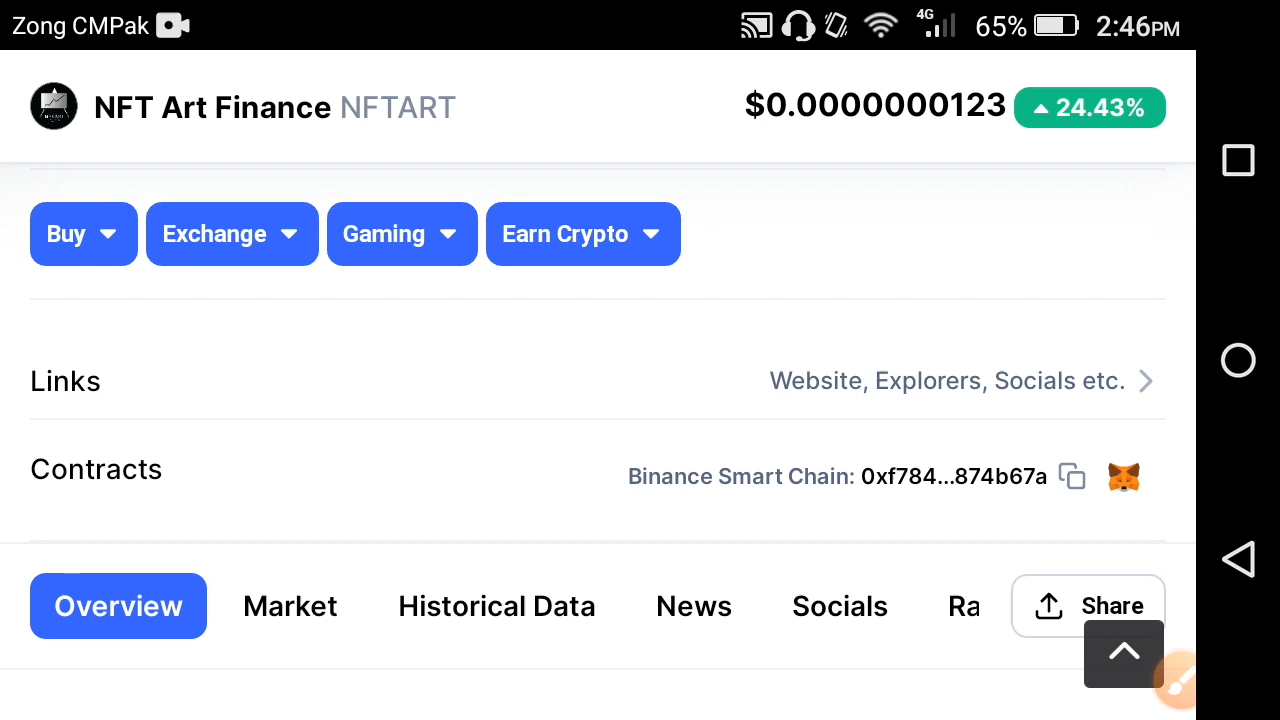 Zong CMPak 4G 65% 2:46PM
NFT Art Finance NFTART $0.0000000123 24.43%
Buy Exchange Gaming Earn Crypto
Links Website, Explorers, Socials etc.
Contracts Binance Smart Chain: 0xf784...874b67a
Overview Market Historical Data News Socials Ra Share